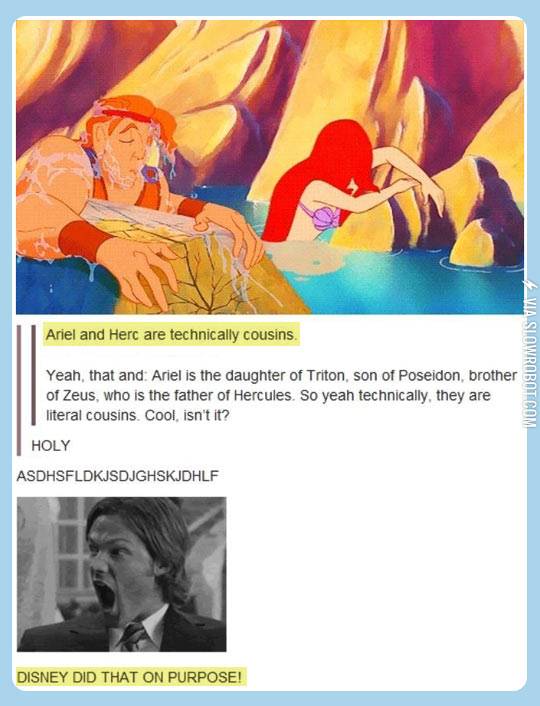 Ariel and Herc are technically cousins.
Yeah, that and: Ariel is the daughter of Triton, son of Poseidon, brother
of Zeus, who is the father of Hercules. So yeah technically, they are
literal cousins. Cool, isn't it?
HOLY
ASDHSFLDKJSDJGHSKJDHLF
DISNEY DID THAT ON PURPOSE!
VIA SLOWROBOT.COM